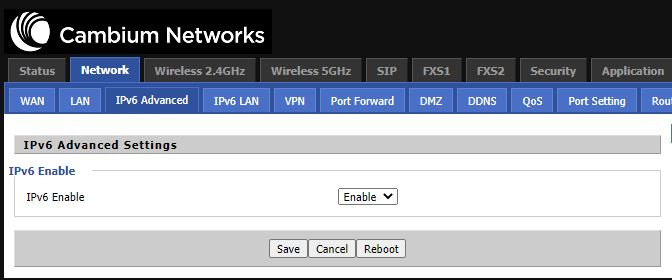 Cambium Networks
Status Network Wireless 2.4GHz Wireless 5GHz SIP FXS1 FXS2 Security Application
WAN LAN IPv6 Advanced IPv6 LAN VPN Port Forward DMZ DDNS QoS Port Setting Rou
IPv6 Advanced Settings
IPv6 Enable
IPv6 Enable Enable
Save Cancel Reboot